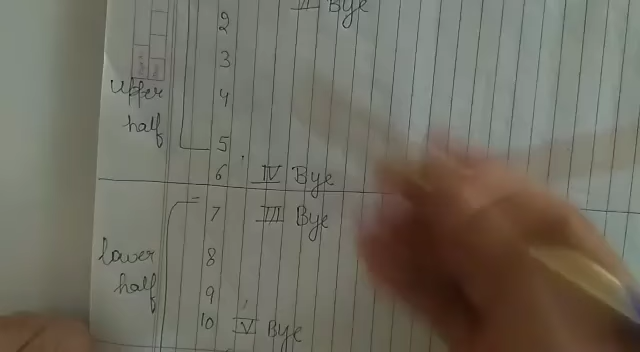 II Bye
2
3
4
Upper
half
5
6 IV Bye
7 III Bye
Lower
half
8
9
10 V Bye